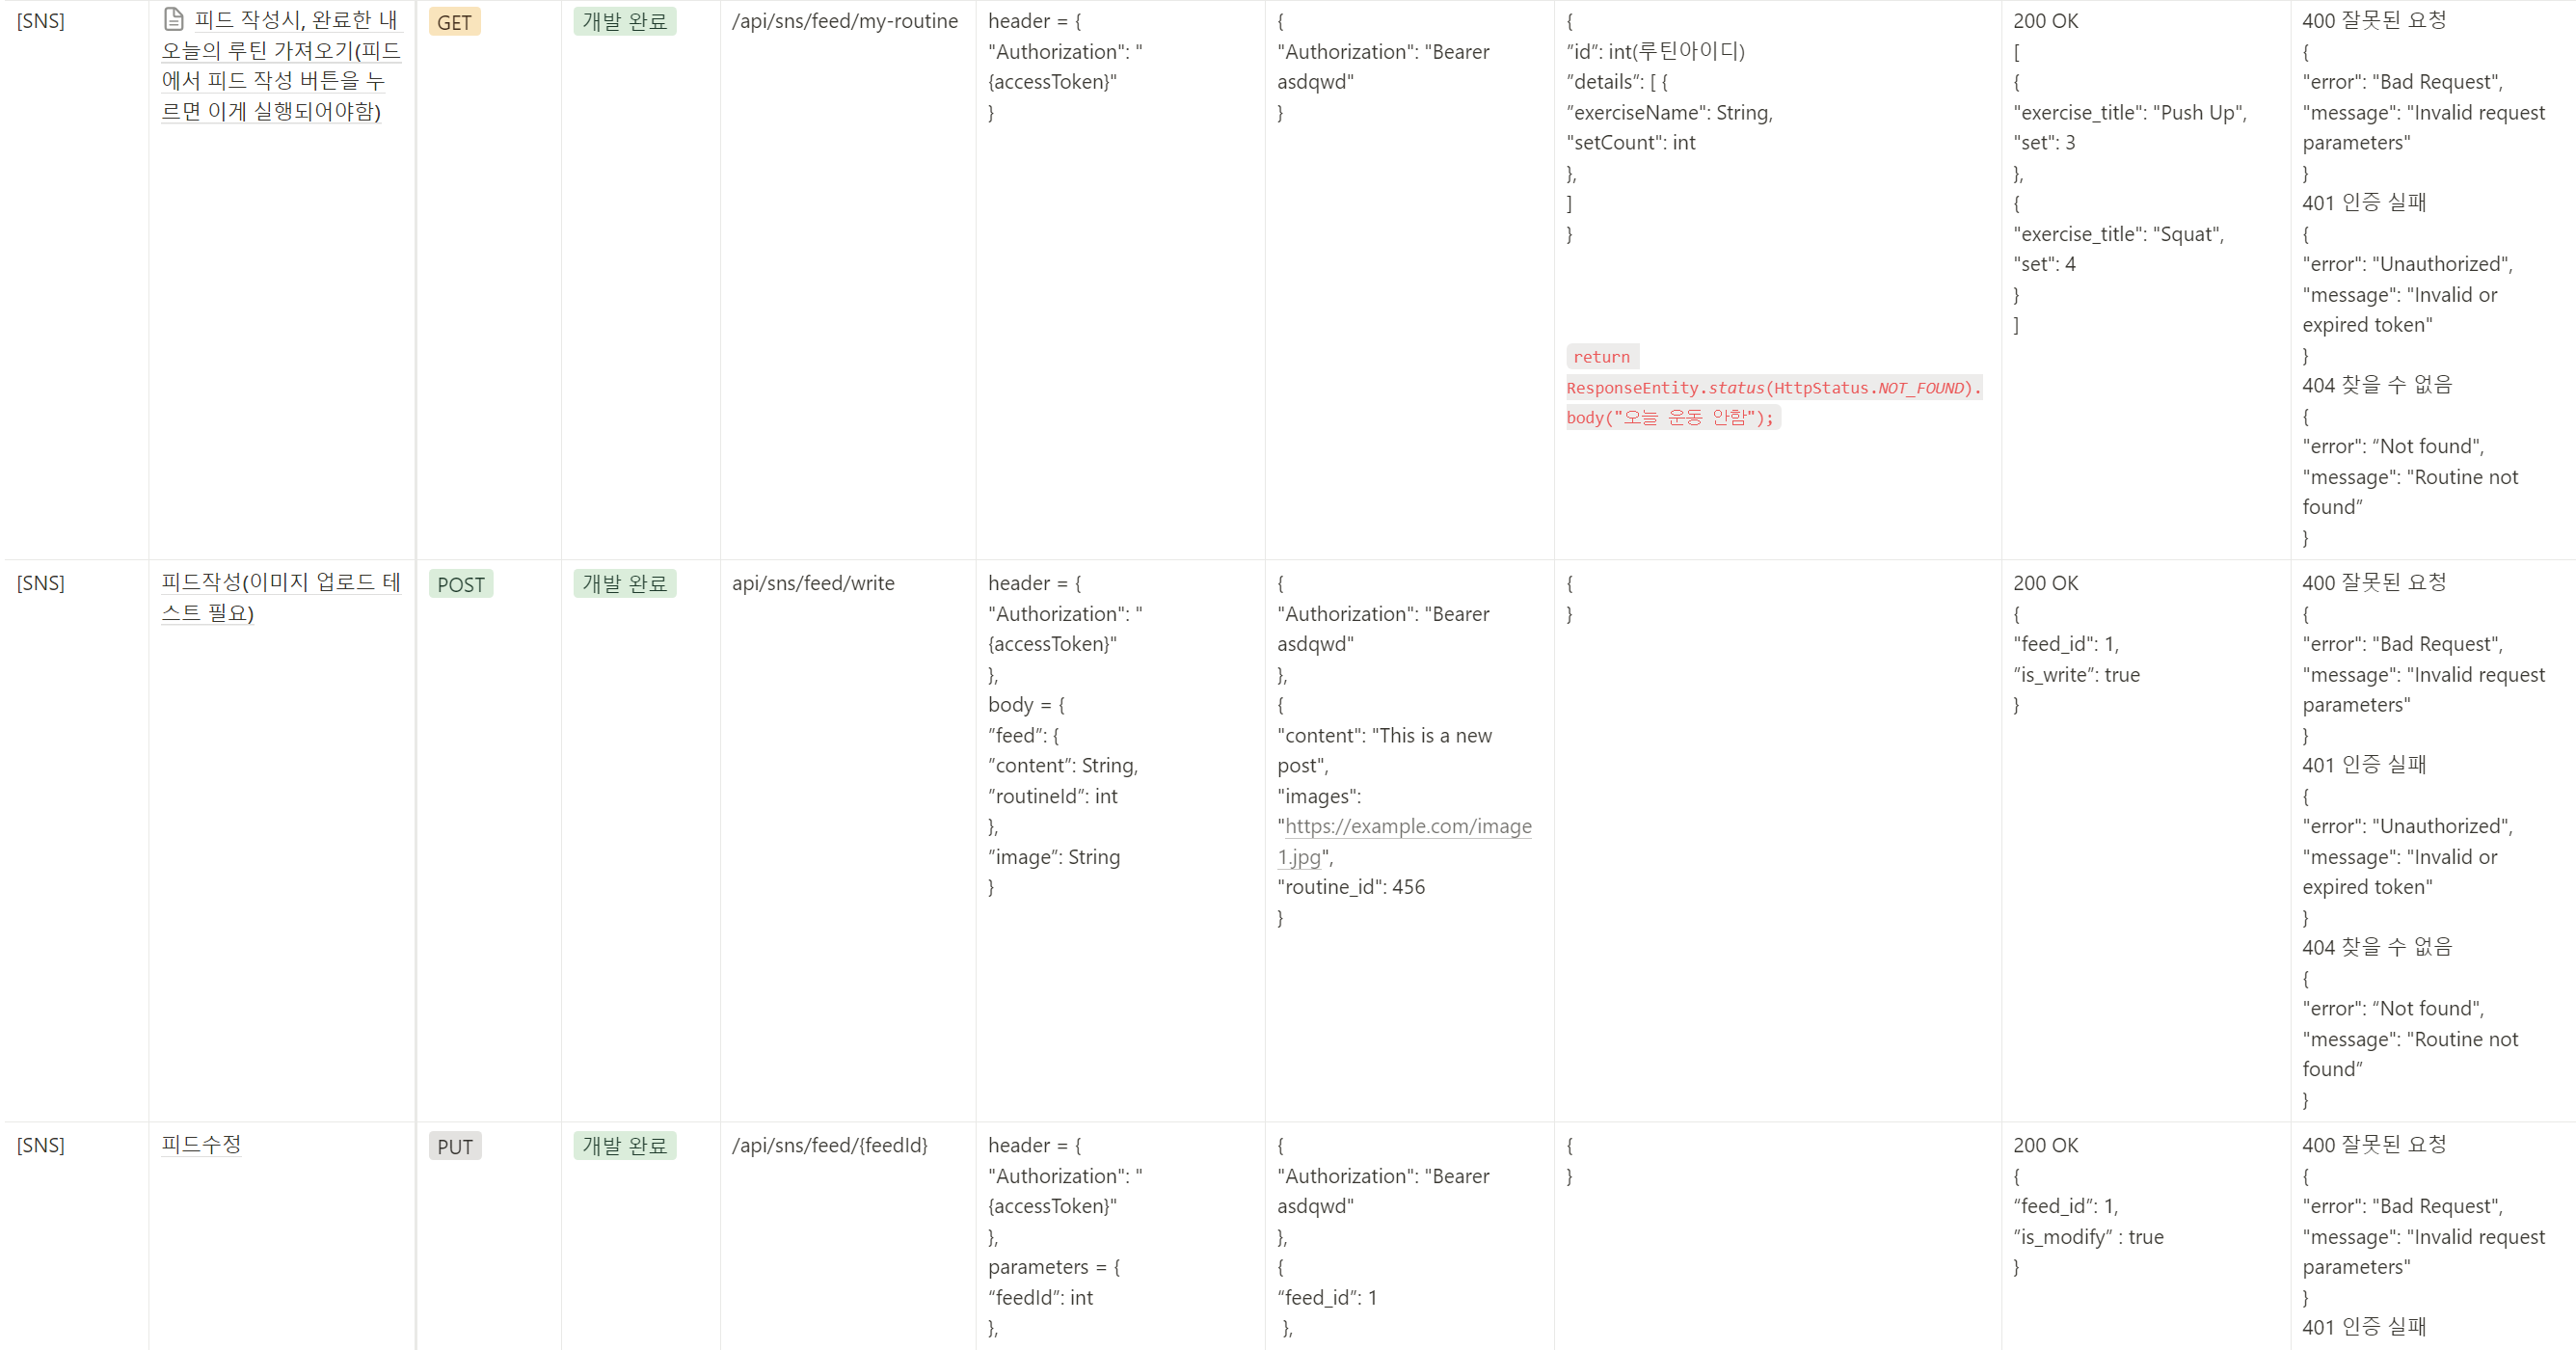 [SNS]
피드 작성시, 완료한 내
오늘의 루틴 가져오기(피드
에서 피드 작성 버튼을 누
르면 이게 실행되어야함)
GET
개발 완료
/api/sns/feed/my-routine
header = {
"Authorization": "
{accessToken}"
}
{
"Authorization": "Bearer
asdqwd"
}
{
”id”: int(루틴아이디)
”details”: [ {
”exerciseName": String,
"setCount": int
},
]
}
return
ResponseEntity.status(HttpStatus.NOT_FOUND).
body("오늘 운동 안함");
200 OK
[
{
"exercise_title": "Push Up",
"set": 3
},
{
"exercise_title": "Squat",
"set": 4
}
]
400 잘못된 요청
{
"error": "Bad Request",
"message": "Invalid request
parameters"
}
401 인증 실패
{
"error": "Unauthorized",
"message": "Invalid or
expired token"
}
404 찾을 수 없음
{
"error": “Not found",
"message": "Routine not
found”
}
[SNS]
피드작성(이미지 업로드 테
스트 필요)
POST
개발 완료
api/sns/feed/write
header = {
"Authorization": "
{accessToken}"
},
body = {
”feed”: {
”content”: String,
”routineId”: int
},
”image”: String
}
{
"Authorization": "Bearer
asdqwd"
},
{
"content": "This is a new
post",
"images":
"https://example.com/image
1.jpg",
"routine_id": 456
}
{
}
200 OK
{
"feed_id": 1,
”is_write”: true
}
400 잘못된 요청
{
"error": "Bad Request",
"message": "Invalid request
parameters"
}
401 인증 실패
{
"error": "Unauthorized",
"message": "Invalid or
expired token"
}
404 찾을 수 없음
{
"error": “Not found",
"message": "Routine not
found”
}
[SNS]
피드수정
PUT
개발 완료
/api/sns/feed/{feedId}
header = {
"Authorization": "
{accessToken}"
},
parameters = {
“feedId”: int
},
{
"Authorization": "Bearer
asdqwd"
},
{
“feed_id”: 1
},
{
}
200 OK
{
“feed_id”: 1,
”is_modify” : true
}
400 잘못된 요청
{
"error": "Bad Request",
"message": "Invalid request
parameters"
}
401 인증 실패